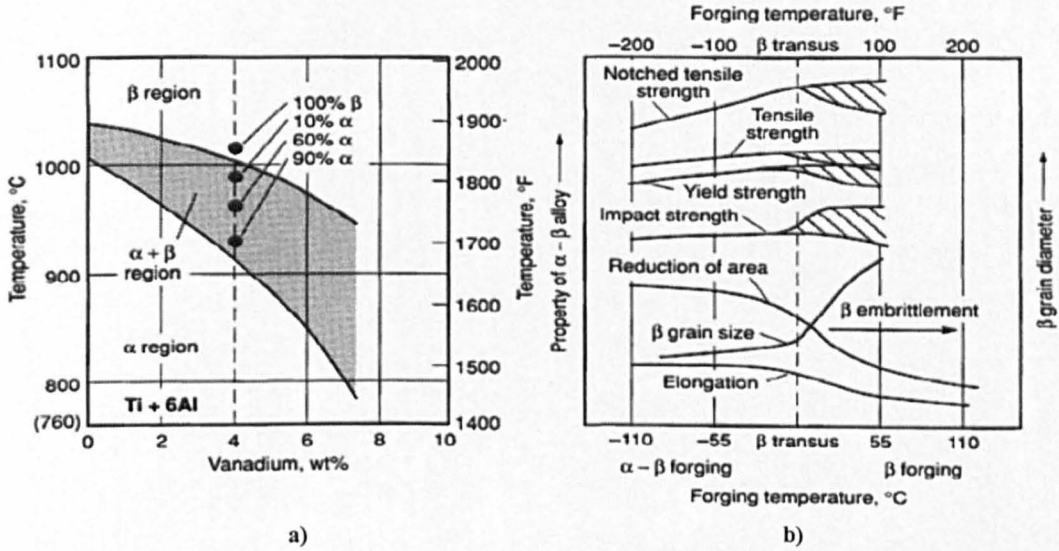 Temperature, °C
1100
1000
900
800
(760)
β region
100% β
10% α
60% α
90% α
α + β
region
α region
Ti + 6Al
0
2
4
6
8
10
Vanadium, wt%
2000
1900
1800
1700
1600
1500
1400
Temperature, °F
a)
Forging temperature, °F
−200
−100
β transus
100
200
Property of α – β alloy
Notched tensile
strength
Tensile
strength
Yield strength
Impact strength
Reduction of area
β embrittlement
β grain size
Elongation
β grain diameter
−110
−55
β transus
55
110
α – β forging
β forging
Forging temperature, °C
b)